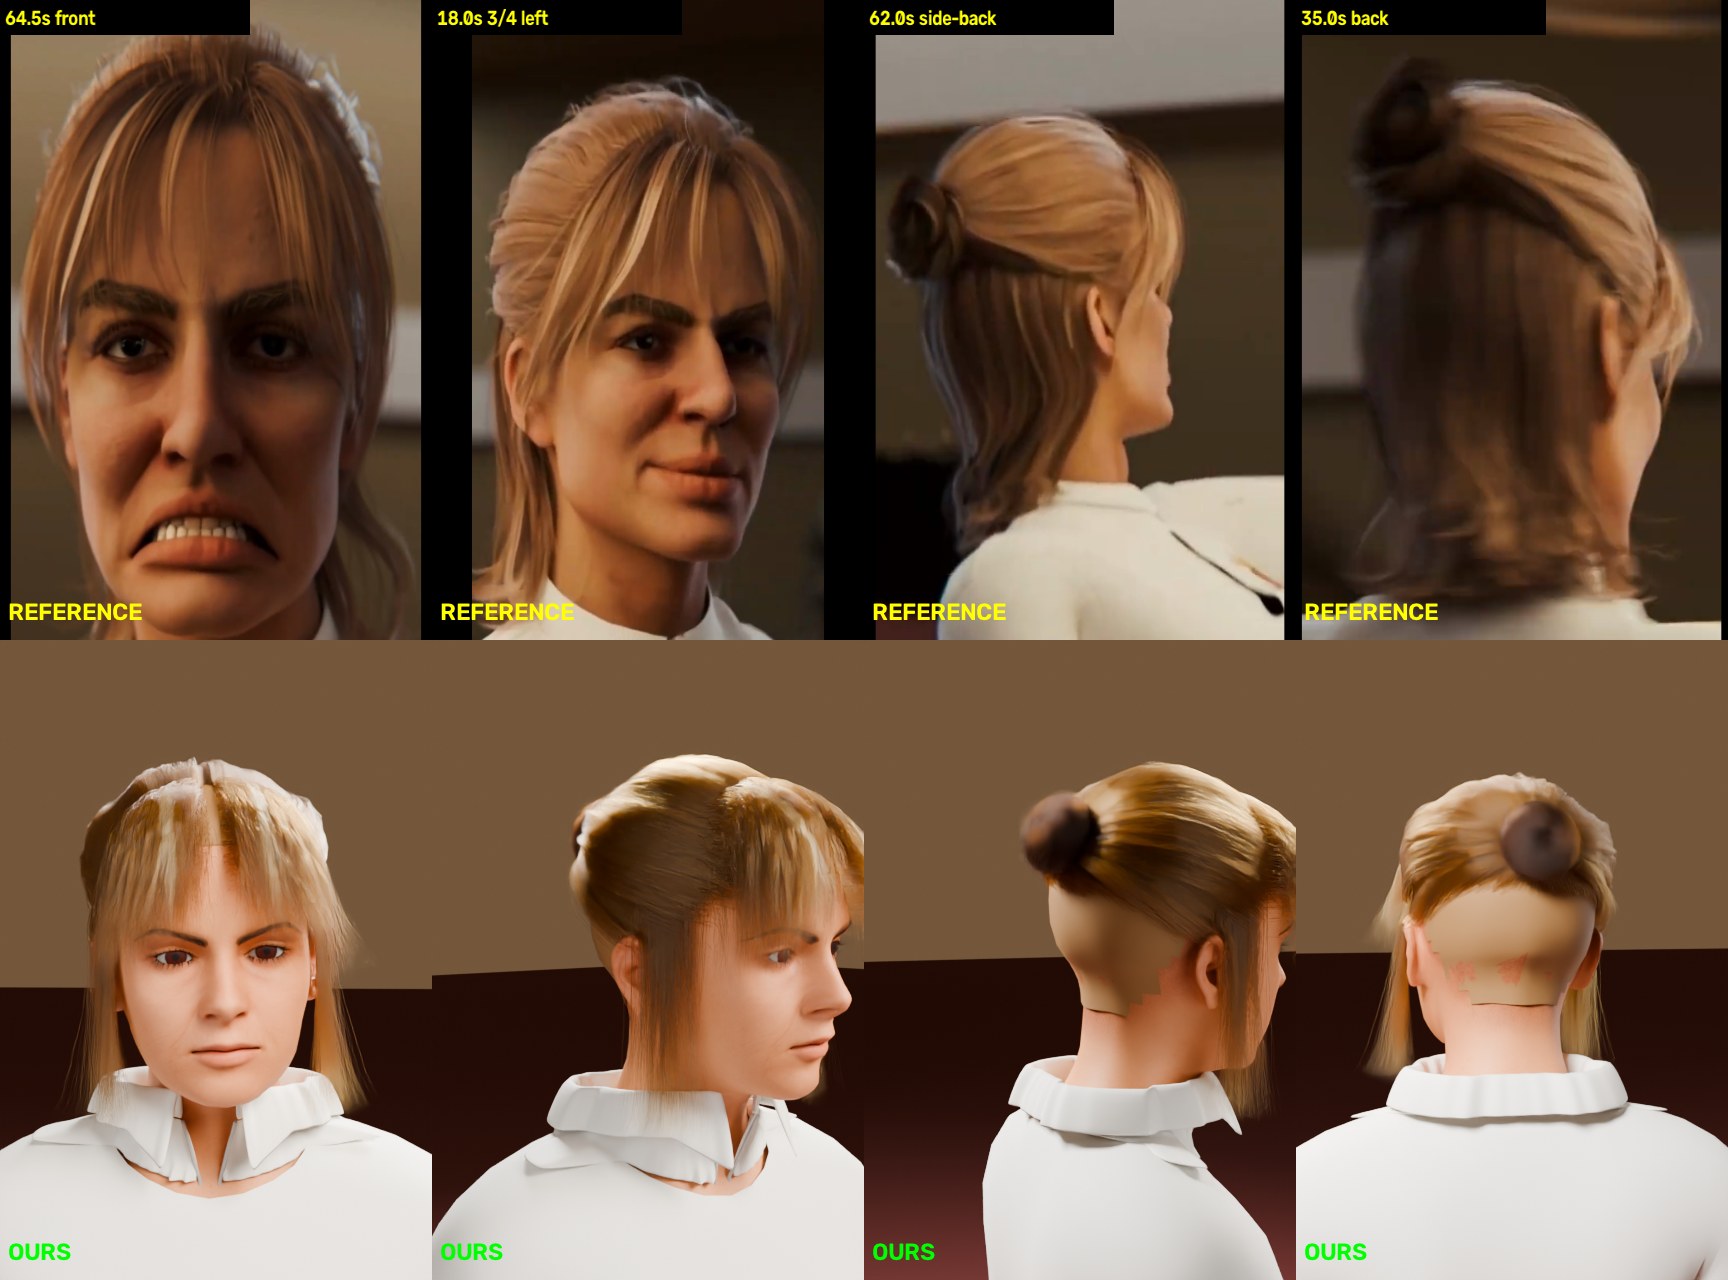 64.5s front
18.0s 3/4 left
62.0s side-back
35.0s back
REFERENCE
REFERENCE
REFERENCE
REFERENCE
OURS
OURS
OURS
OURS